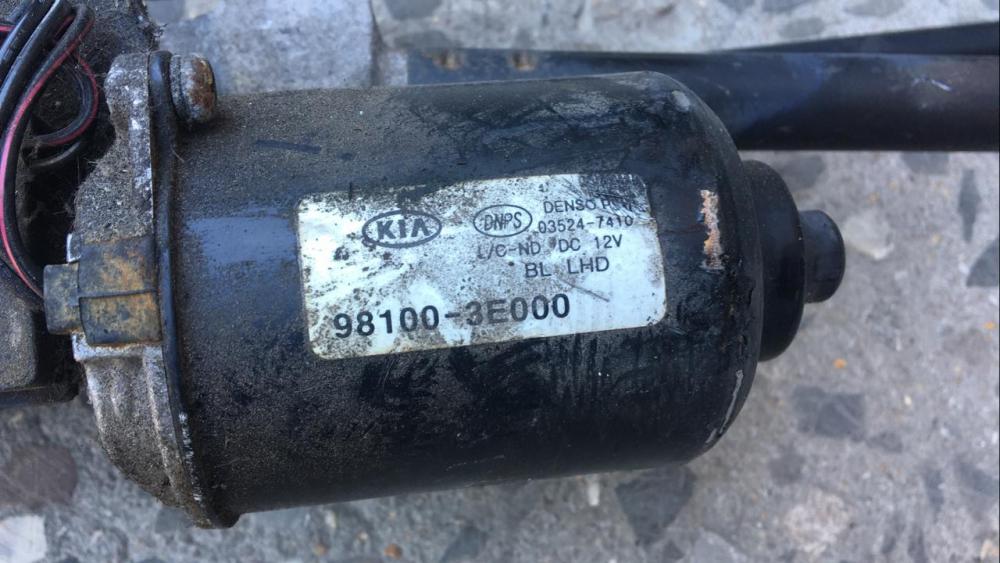 KIA
DNPS
DENSO
03524-7410
L/C-ND DC 12V
BL LHD
98100-3E000